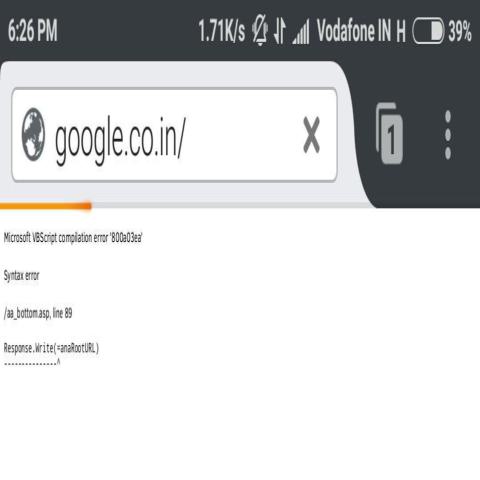 6:26 PM 1.71K/s Vodafone IN H 39%
google.co.in/ 1
Microsoft VBScript compilation error '800a03ea'
Syntax error
/aa_bottom.asp, line 89
Response.Write(=anaRootURL)
---------------^